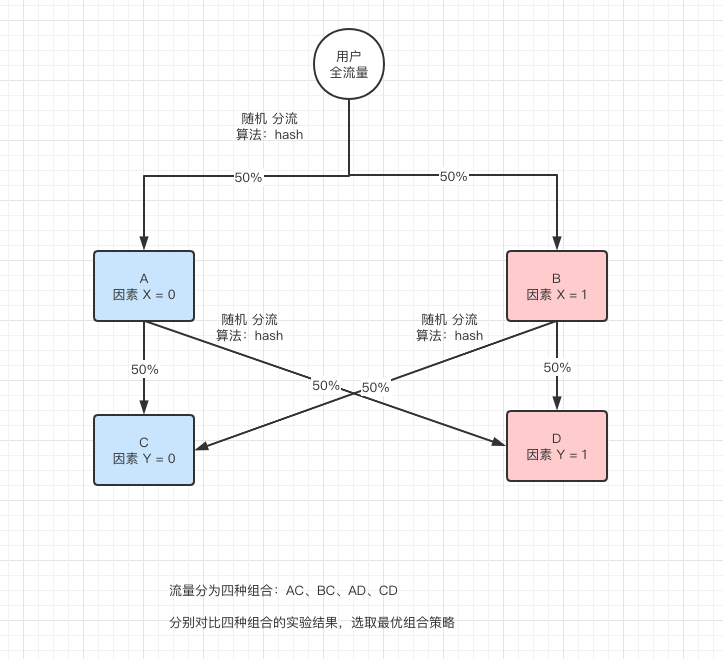 用户
全流量
随机 分流
算法：hash
50%
50%
A
因素 X = 0
B
因素 X = 1
随机 分流
算法：hash
随机 分流
算法：hash
50%
50%
50%
50%
C
因素 Y = 0
D
因素 Y = 1
流量分为四种组合：AC、BC、AD、CD
分别对比四种组合的实验结果，选取最优组合策略